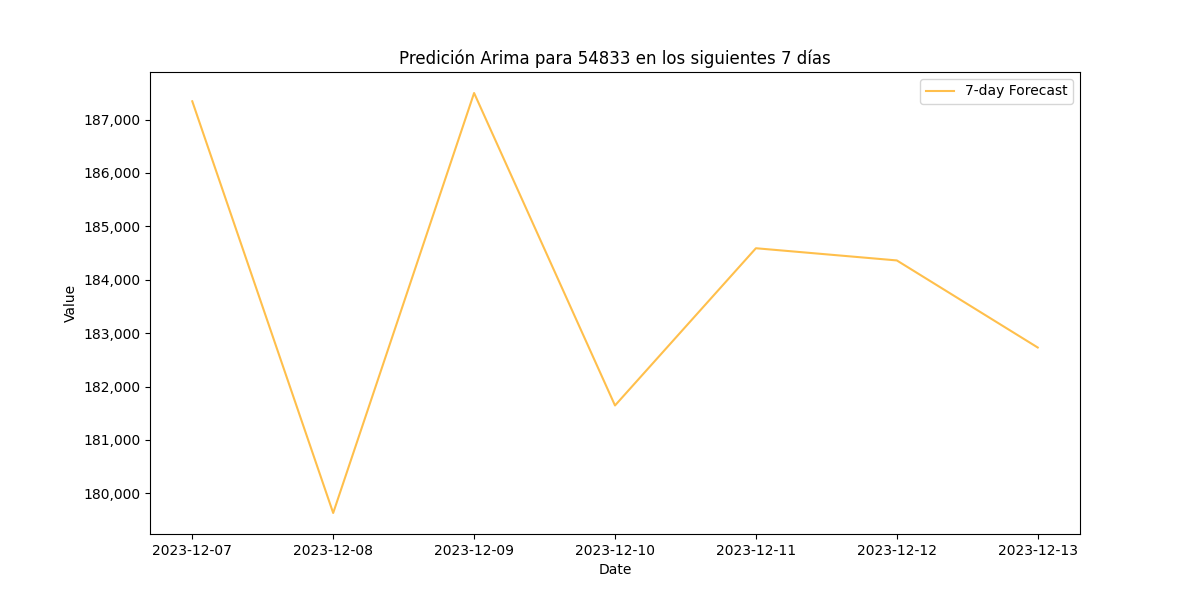 Predición Arima para 54833 en los siguientes 7 días
7-day Forecast
187,000
186,000
185,000
184,000
183,000
182,000
181,000
180,000
Value
2023-12-07 2023-12-08 2023-12-09 2023-12-10 2023-12-11 2023-12-12 2023-12-13
Date